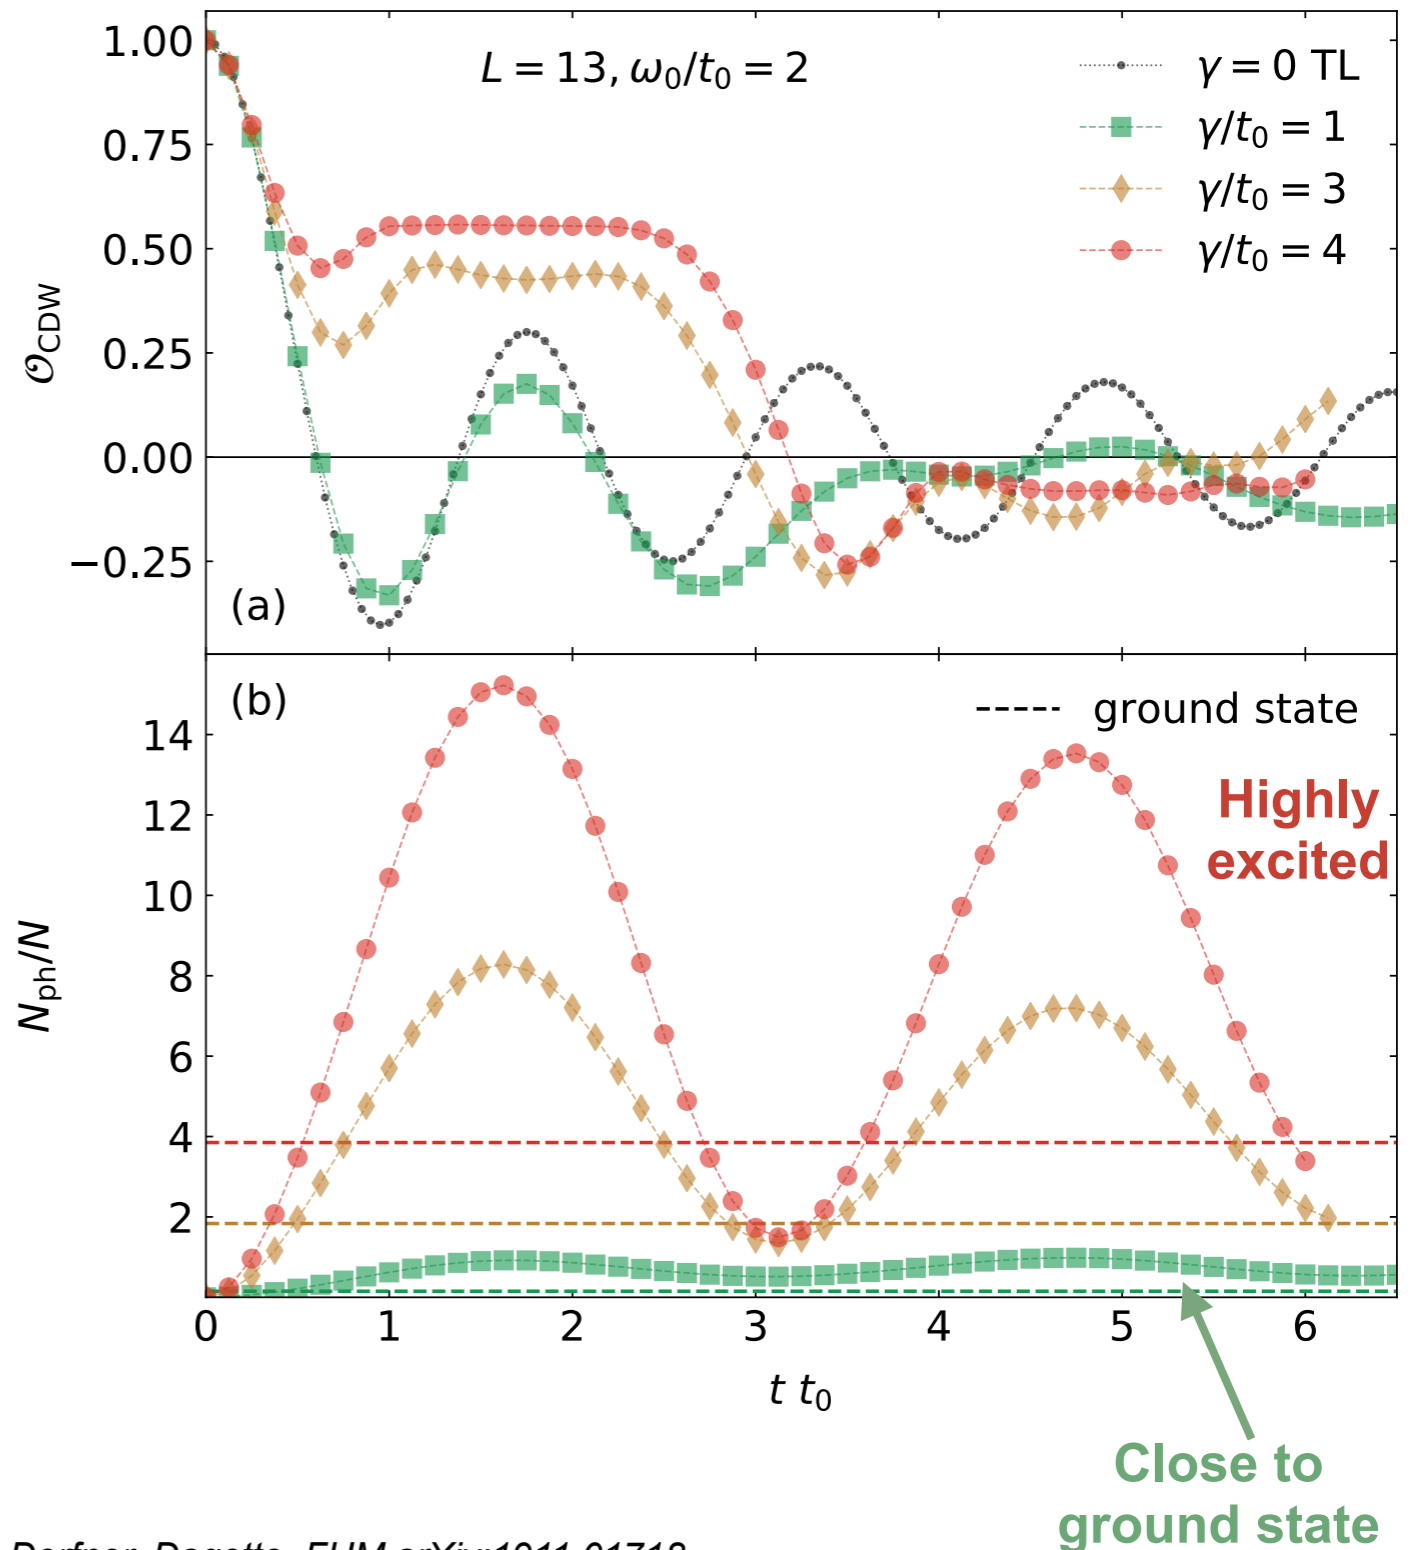 1.00
0.75
0.50
0.25
0.00
−0.25
𝒪CDW
L = 13, ω₀/t₀ = 2
γ = 0 TL
γ/t₀ = 1
γ/t₀ = 3
γ/t₀ = 4
(a)
(b)
ground state
Highly
excited
14
12
10
8
6
4
2
Nph/N
0 1 2 3 4 5 6
t t₀
Close to
ground state